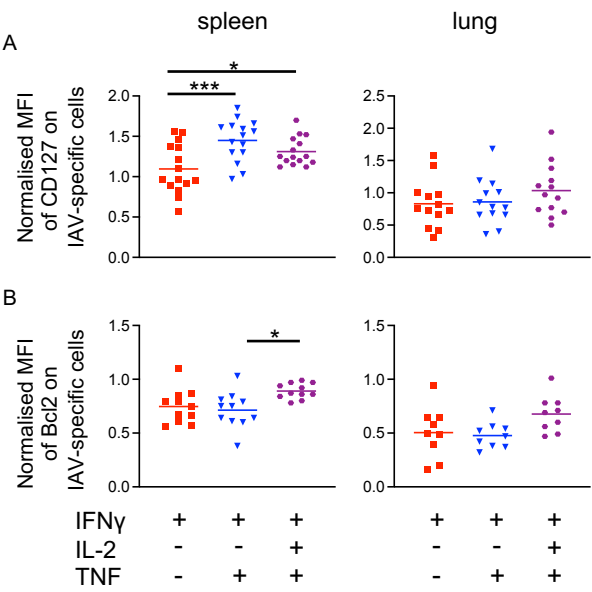 spleen lung
A
*
***
Normalised MFI
of CD127 on
IAV-specific cells
2.0
1.5
1.0
0.5
0.0
2.5
2.0
1.5
1.0
0.5
0.0
B
*
Normalised MFI
of Bcl2 on
IAV-specific cells
1.5
1.0
0.5
0.0
1.5
1.0
0.5
0.0
IFNγ + + + + + +
IL-2 - - + - - +
TNF - + + - + +